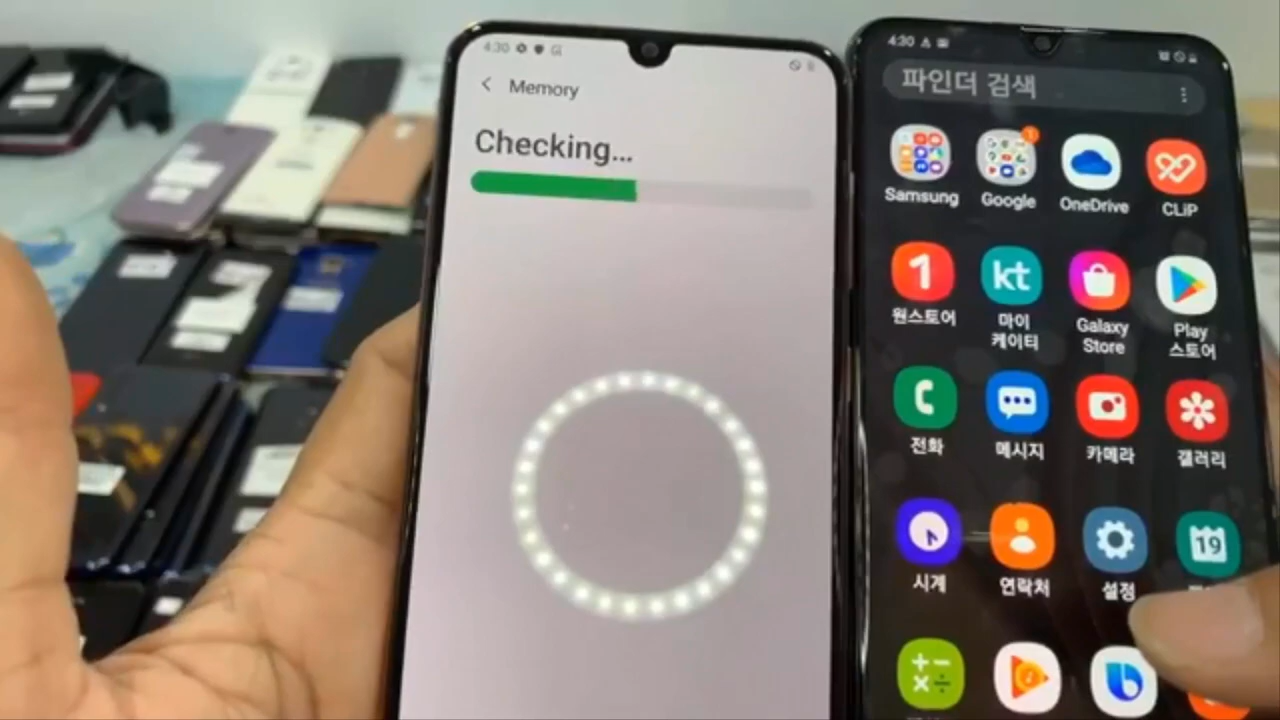 4:30
Memory
Checking...
4:30
파인더 검색
Samsung
Google
OneDrive
CLiP
1
kt
원스토어
마이
케이티
Galaxy
Store
Play
스토어
전화
메시지
카메라
갤러리
19
시계
연락처
설정